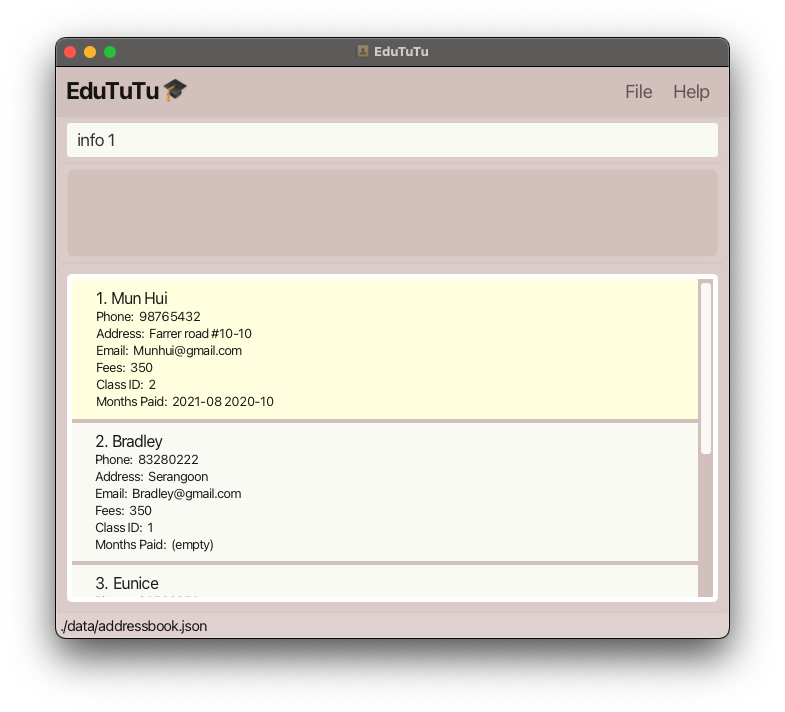 EduTuTu
EduTuTu🎓 File Help
info 1
1. Mun Hui
Phone: 98765432
Address: Farrer road #10-10
Email: Munhui@gmail.com
Fees: 350
Class ID: 2
Months Paid: 2021-08 2020-10
2. Bradley
Phone: 83280222
Address: Serangoon
Email: Bradley@gmail.com
Fees: 350
Class ID: 1
Months Paid: (empty)
3. Eunice
./data/addressbook.json